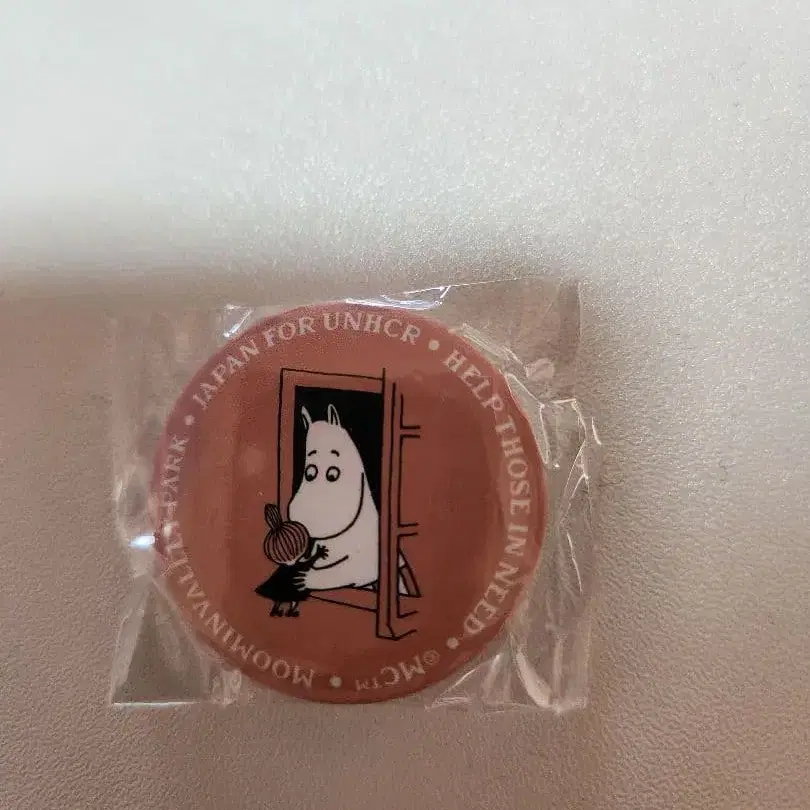 MOOMINVALLEY PARK • JAPAN FOR UNHCR • HELP THOSE IN NEED • ©MC™ •